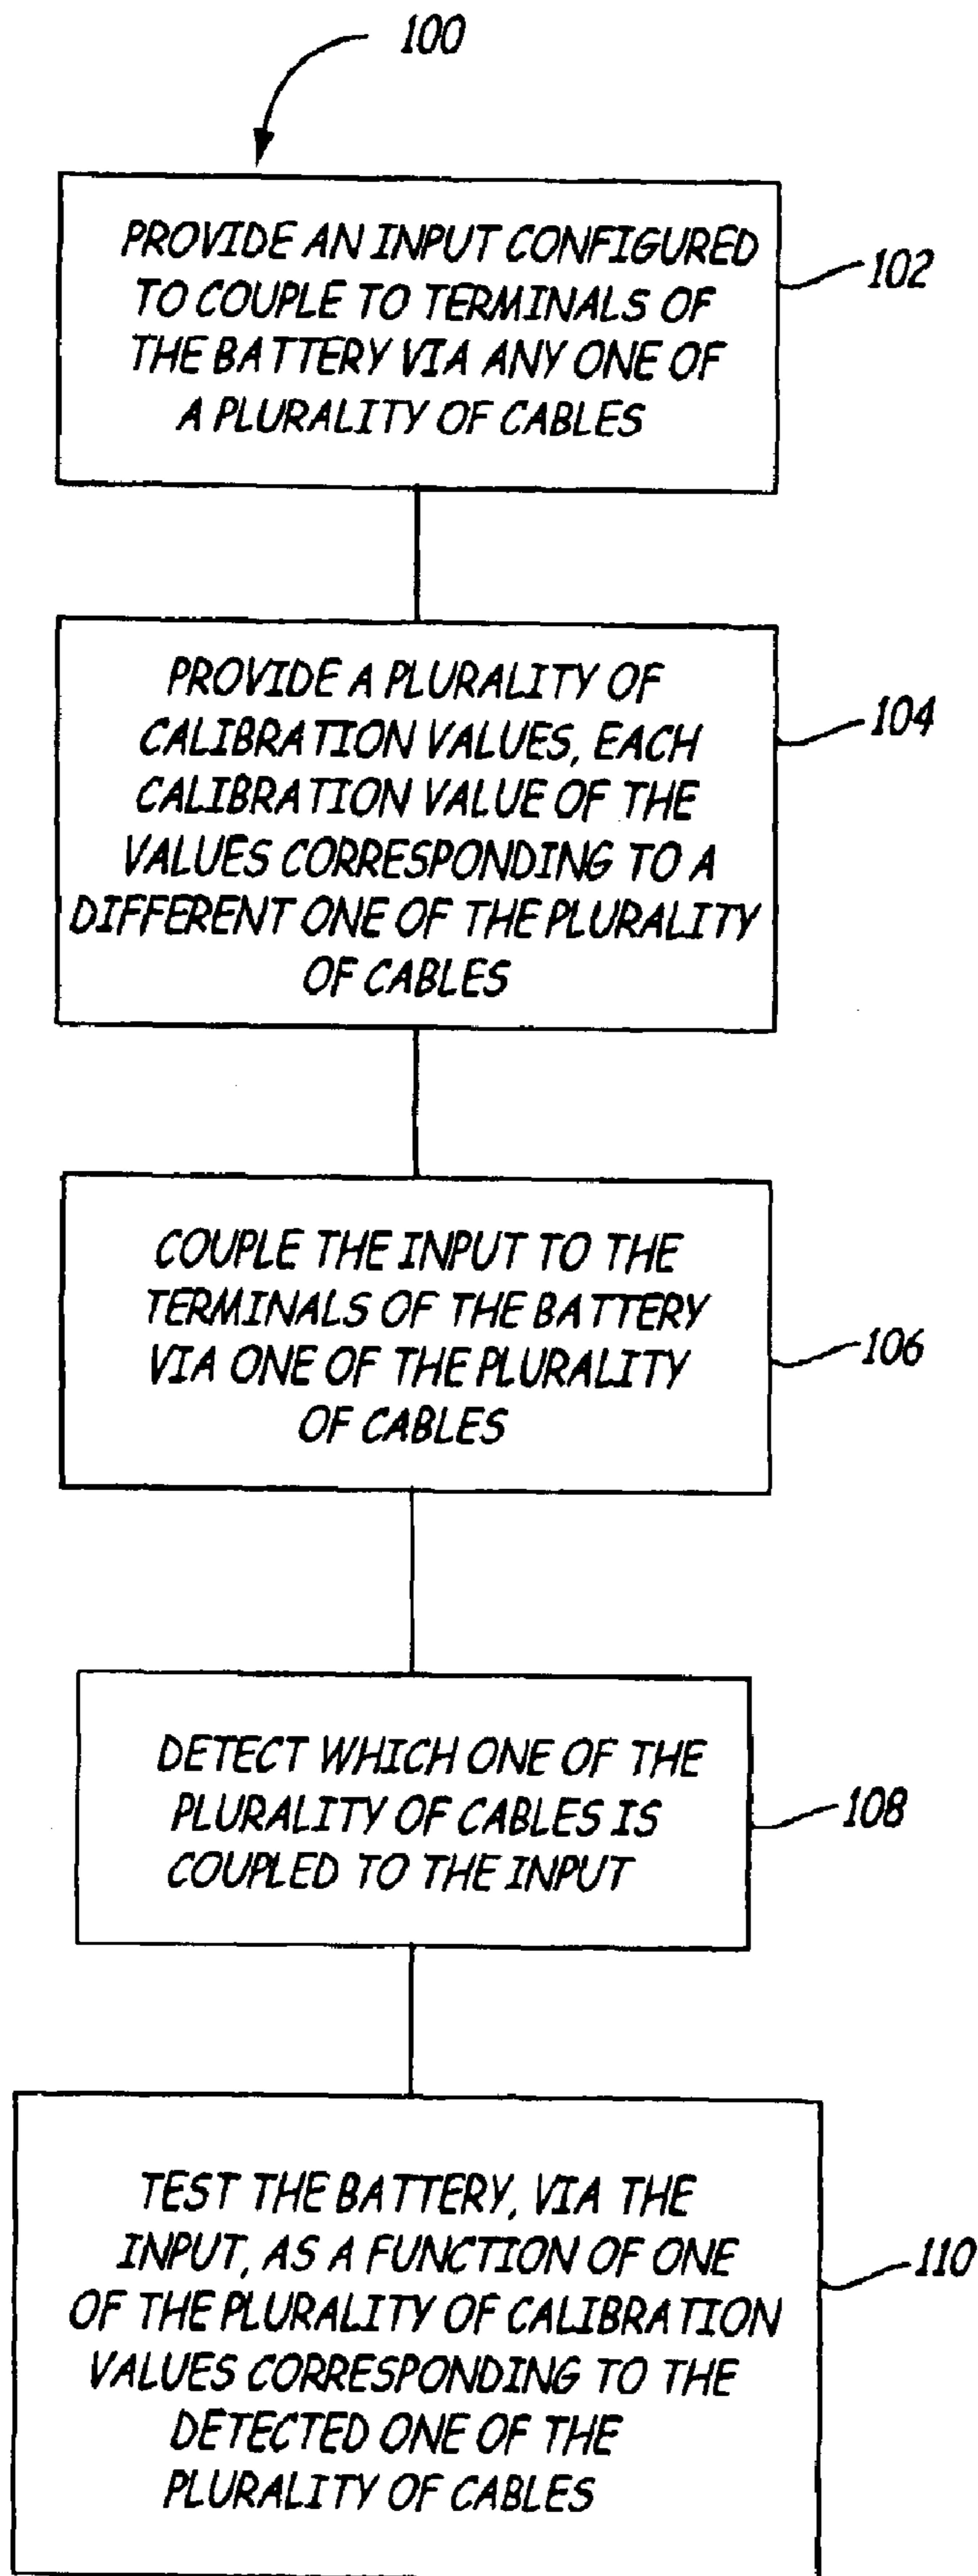 100
PROVIDE AN INPUT CONFIGURED
TO COUPLE TO TERMINALS OF
THE BATTERY VIA ANY ONE OF
A PLURALITY OF CABLES
102
PROVIDE A PLURALITY OF
CALIBRATION VALUES, EACH
CALIBRATION VALUE OF THE
VALUES CORRESPONDING TO A
DIFFERENT ONE OF THE PLURALITY
OF CABLES
104
COUPLE THE INPUT TO THE
TERMINALS OF THE BATTERY
VIA ONE OF THE PLURALITY
OF CABLES
106
DETECT WHICH ONE OF THE
PLURALITY OF CABLES IS
COUPLED TO THE INPUT
108
TEST THE BATTERY, VIA THE
INPUT, AS A FUNCTION OF ONE
OF THE PLURALITY OF CALIBRATION
VALUES CORRESPONDING TO THE
DETECTED ONE OF THE
PLURALITY OF CABLES
110